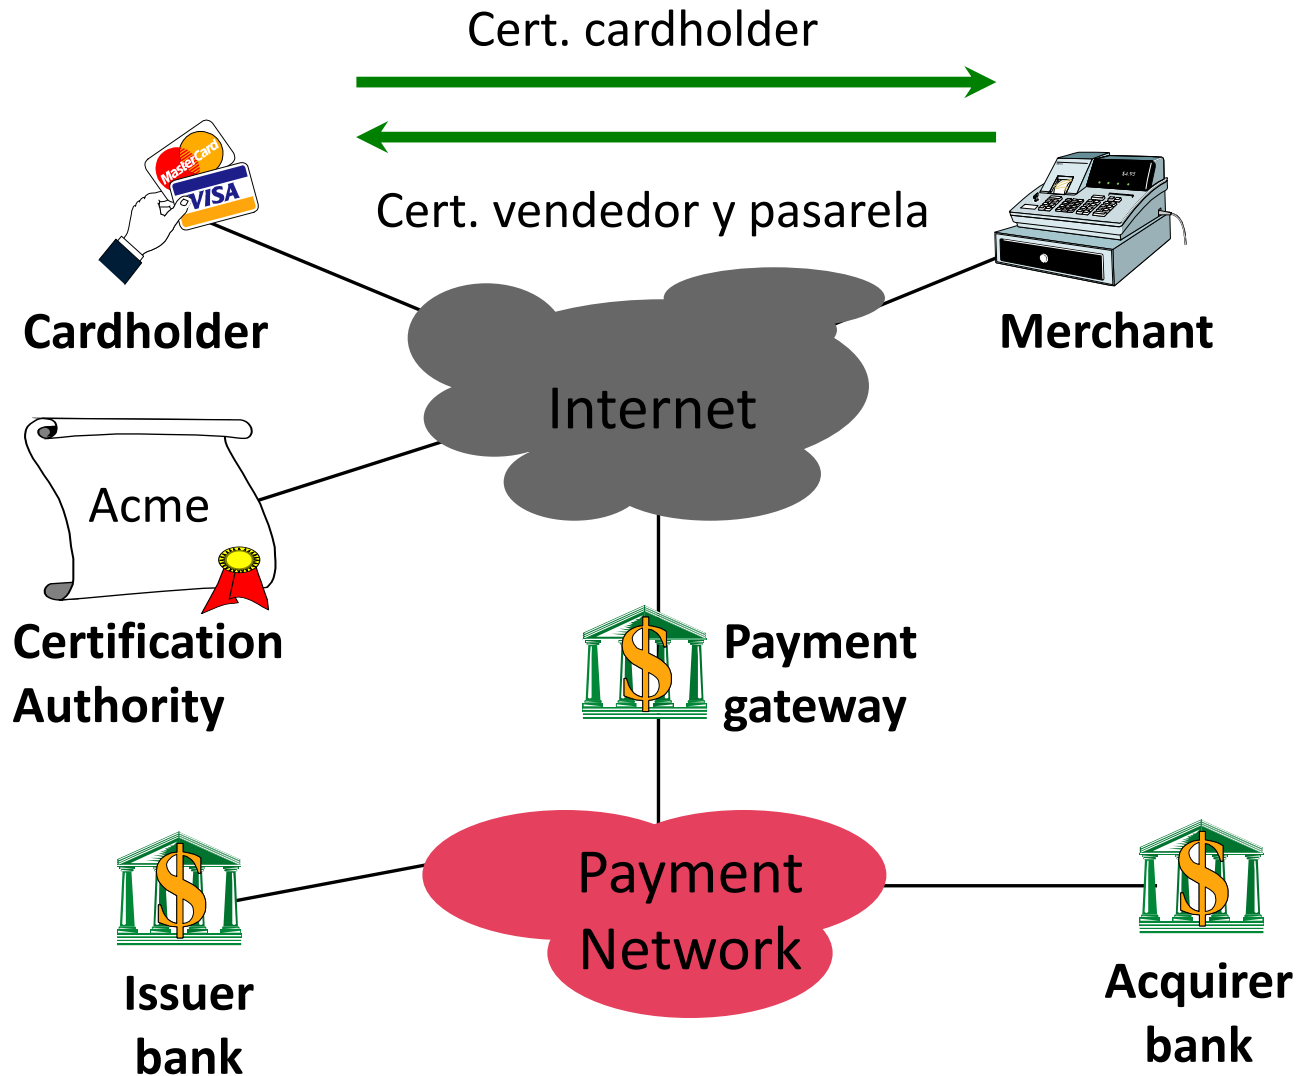 Cert. cardholder
MasterCard
VISA
Cert. vendedor y pasarela
Cardholder
Merchant
Internet
Acme
Certification
Authority
Payment
gateway
Payment
Network
Issuer
bank
Acquirer
bank